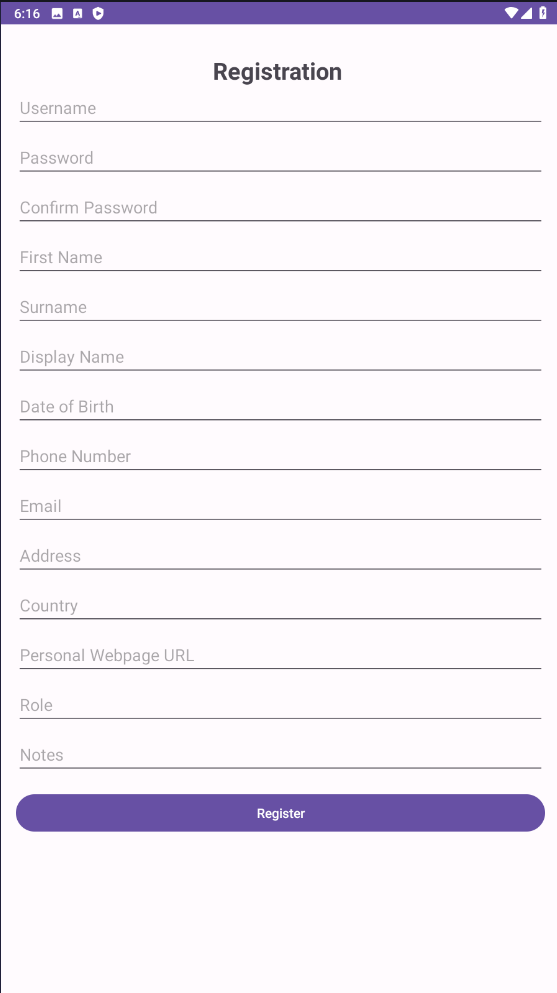 6:16
Registration
Username
Password
Confirm Password
First Name
Surname
Display Name
Date of Birth
Phone Number
Email
Address
Country
Personal Webpage URL
Role
Notes
Register